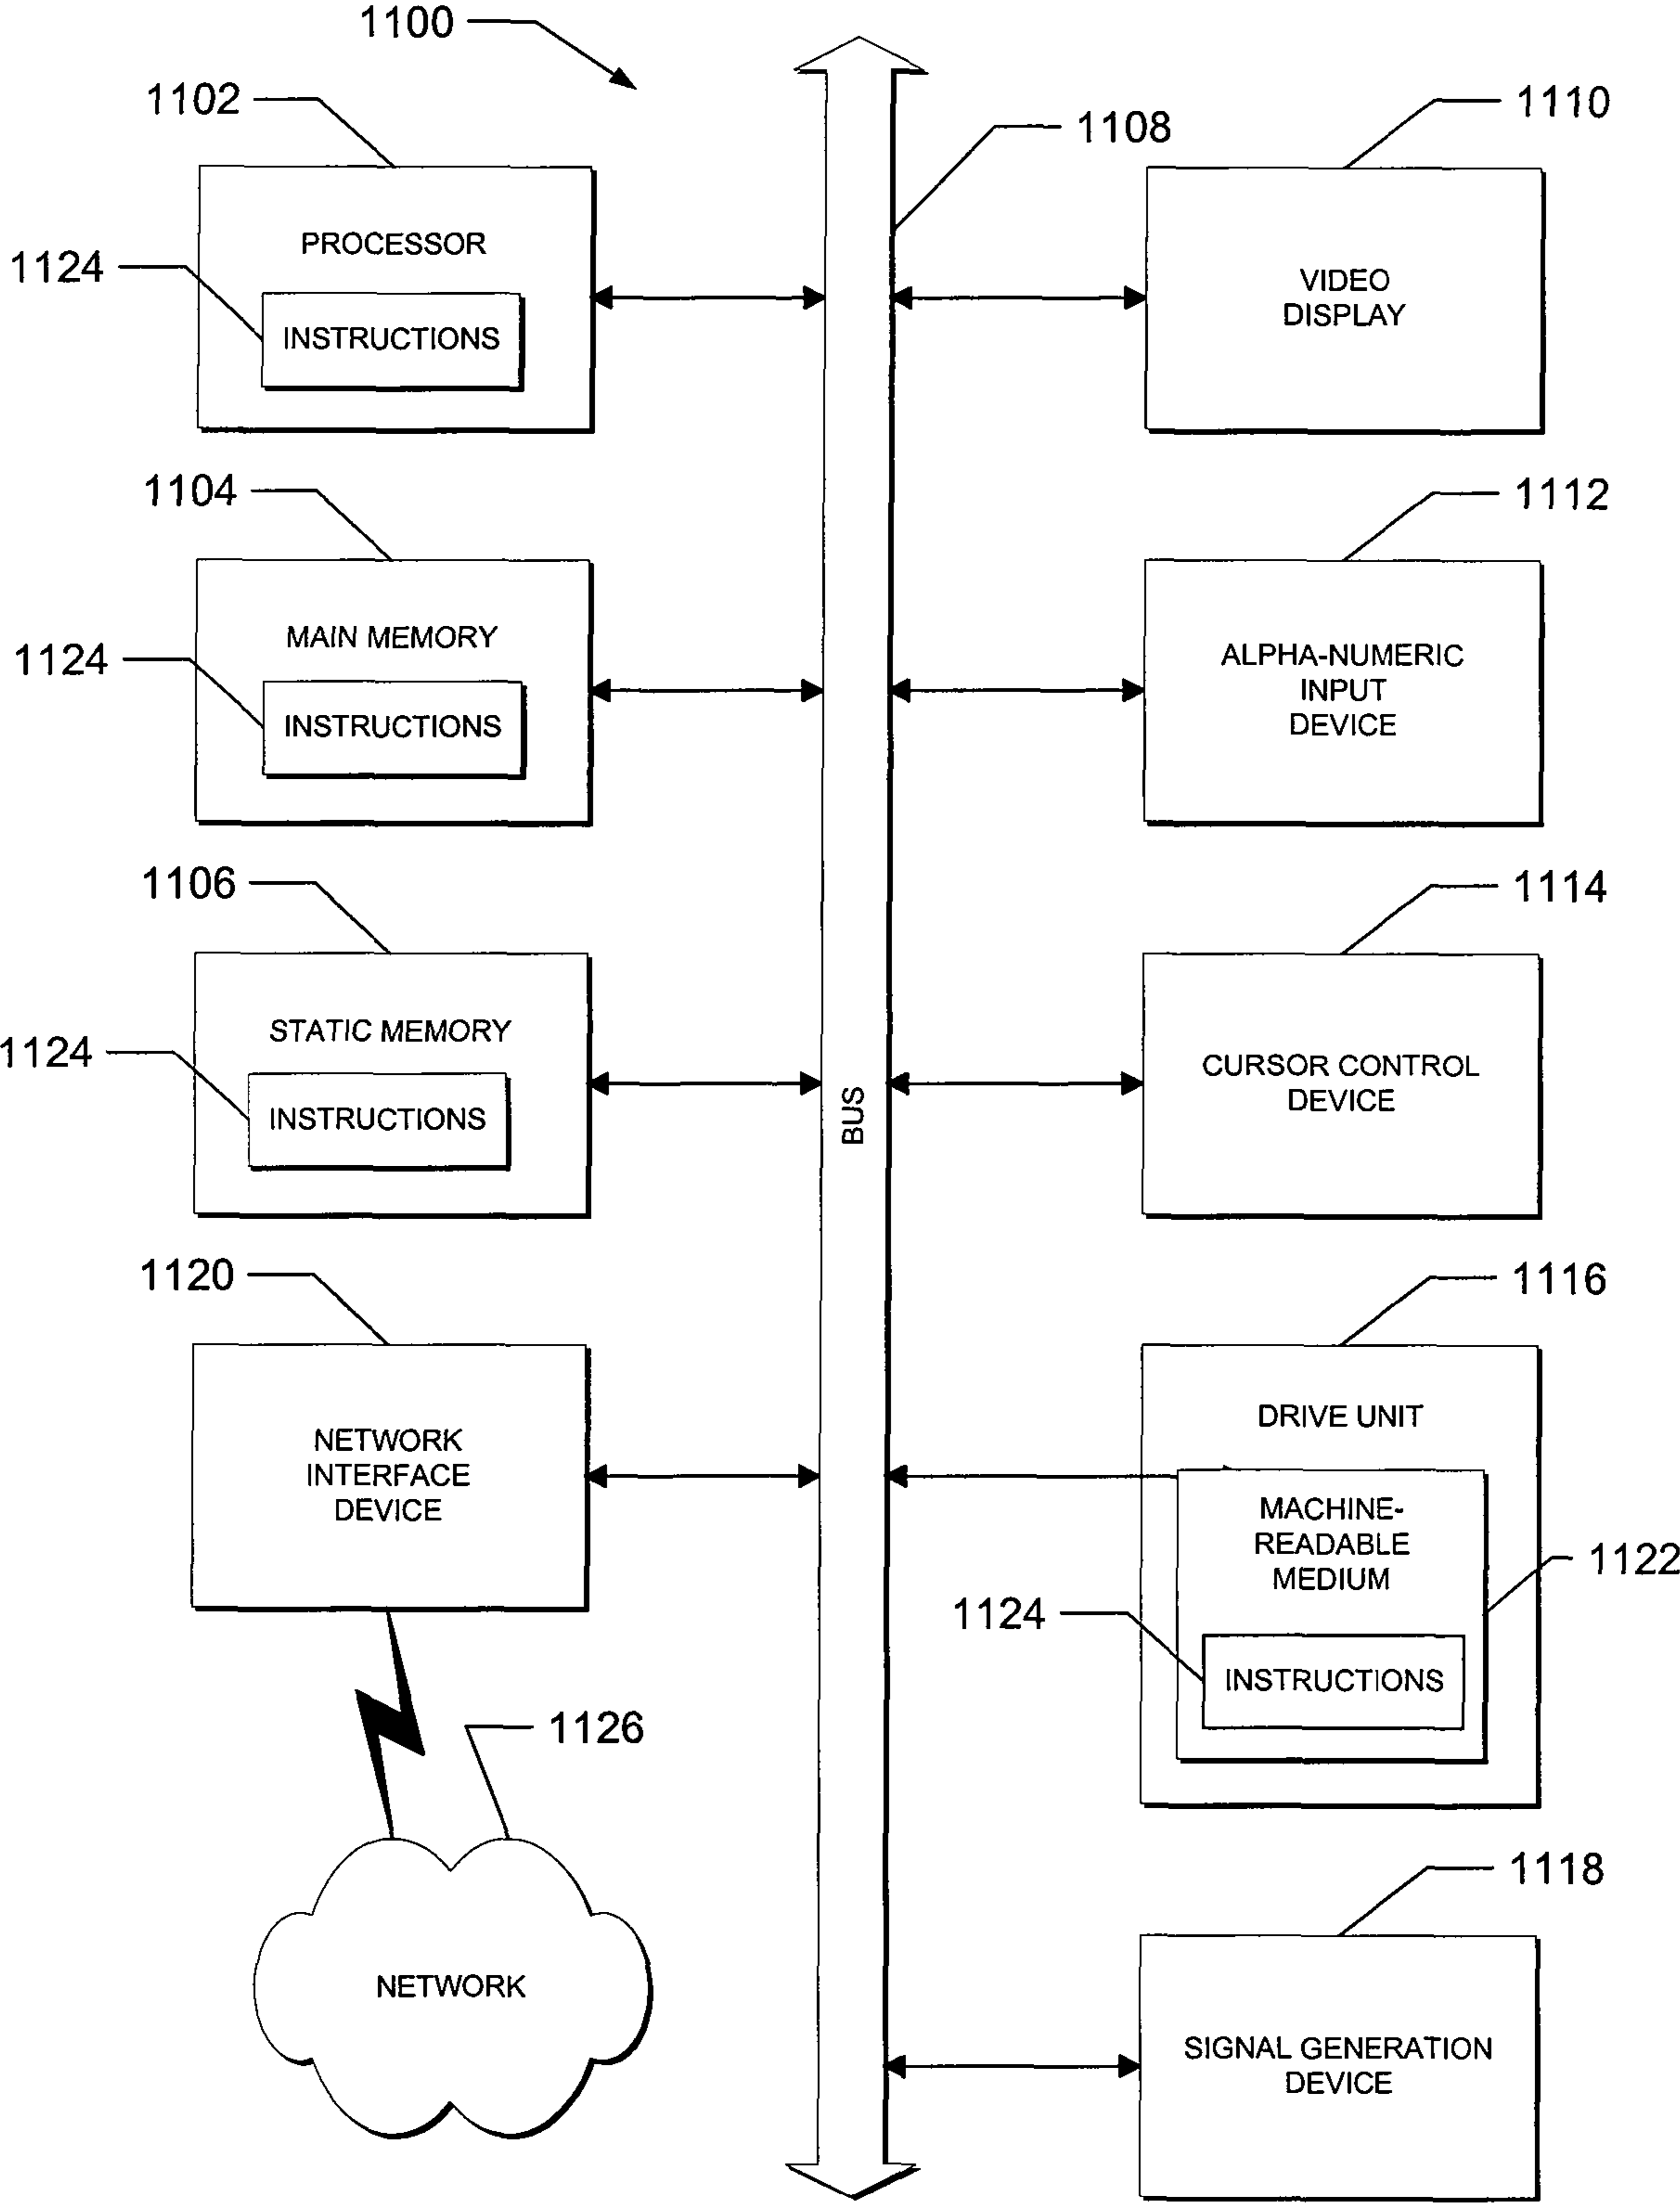 1100
1102
1108
1110
PROCESSOR
1124
INSTRUCTIONS
VIDEO
DISPLAY
1104
1112
MAIN MEMORY
1124
INSTRUCTIONS
ALPHA-NUMERIC
INPUT
DEVICE
1106
1114
STATIC MEMORY
1124
INSTRUCTIONS
BUS
CURSOR CONTROL
DEVICE
1120
1116
NETWORK
INTERFACE
DEVICE
DRIVE UNIT
MACHINE-
READABLE
MEDIUM
1122
1124
INSTRUCTIONS
1126
NETWORK
1118
SIGNAL GENERATION
DEVICE